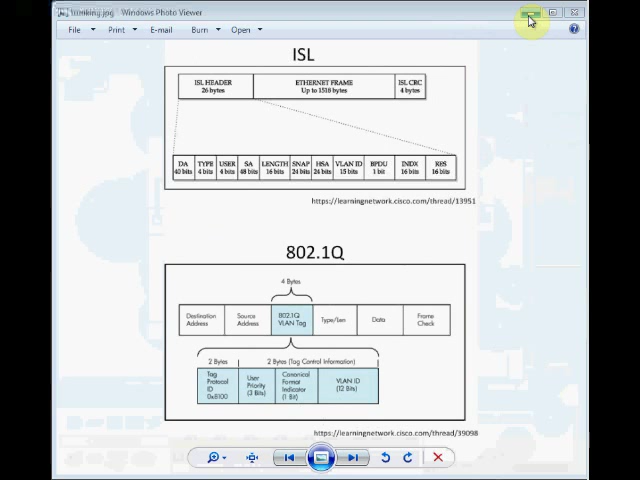 trunking.jpg - Windows Photo Viewer
File Print E-mail Burn Open
ISL
ISL HEADER ETHERNET FRAME ISL CRC
26 bytes Up to 1518 bytes 4 bytes
DA TYPE USER SA LENGTH SNAP HSA VLAN ID BPDU INDX RES
40 bits 4 bits 4 bits 48 bits 16 bits 24 bits 24 bits 15 bits 1 bit 16 bits 16 bits
https://learningnetwork.cisco.com/thread/13951
802.1Q
4 Bytes
Destination Address Source Address 802.1Q VLAN Tag Type/Len Data Frame Check
2 Bytes 2 Bytes (Tag Control Information)
Tag Protocol ID 0x8100 User Priority (3 Bits) Canonical Format Indicator (1 Bit) VLAN ID (12 Bits)
https://learningnetwork.cisco.com/thread/39098